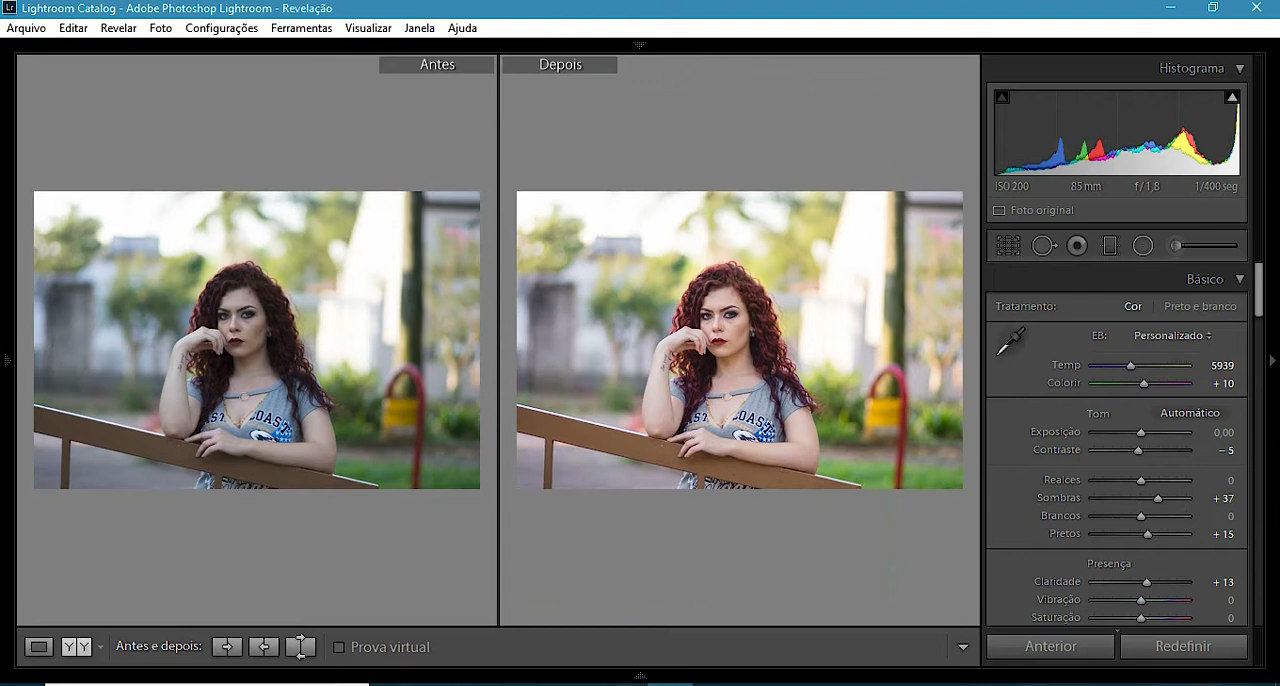 Lr Lightroom Catalog - Adobe Photoshop Lightroom - Revelação
Arquivo Editar Revelar Foto Configurações Ferramentas Visualizar Janela Ajuda
Antes
Depois
Histograma
ISO 200 85 mm f / 1,8 1/400 seg
Foto original
Básico
Tratamento: Cor Preto e branco
EB: Personalizado
Temp 5939
Colorir + 10
Tom Automático
Exposição 0,00
Contraste – 5
Realces 0
Sombras + 37
Brancos 0
Pretos + 15
Presença
Claridade + 13
Vibração 0
Saturação 0
COAST
YY Antes e depois: Prova virtual
Anterior Redefinir